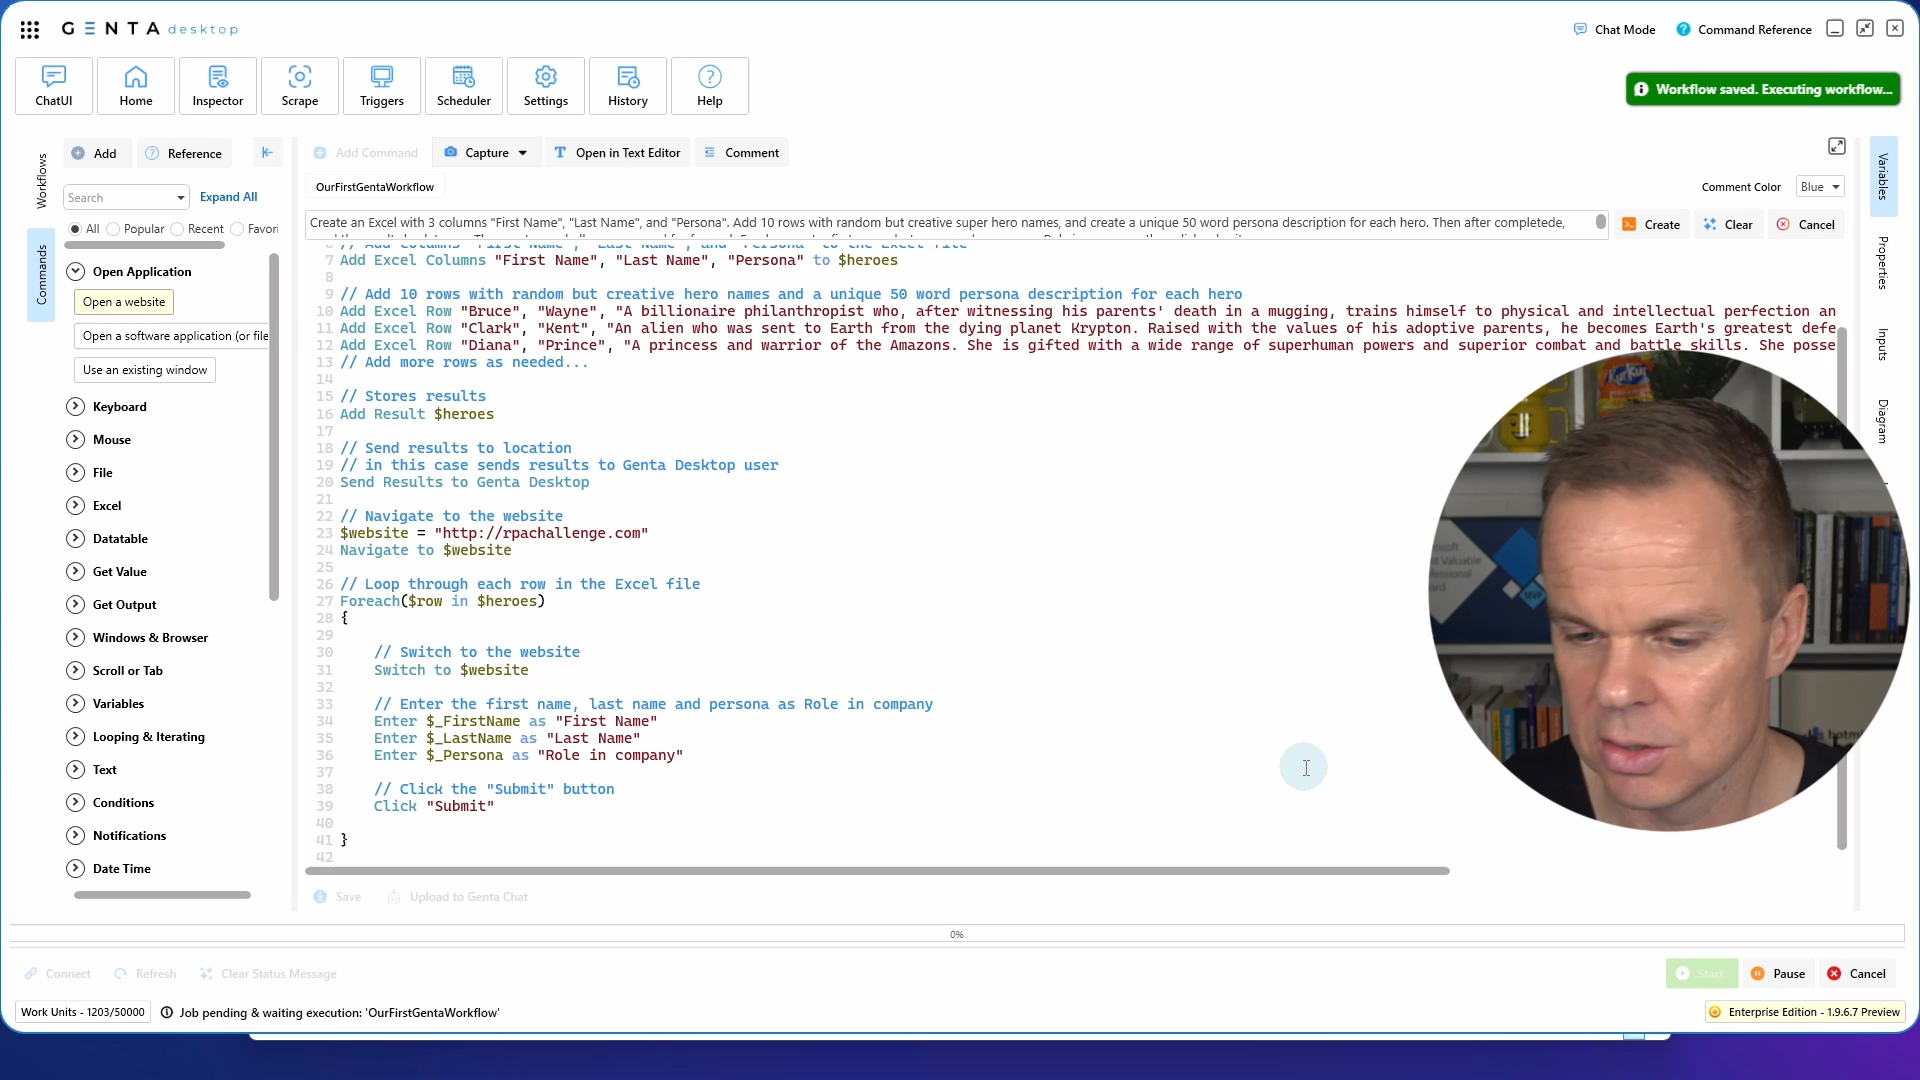 GENTA desktop
Chat Mode
Command Reference
ChatUI
Home
Inspector
Scrape
Triggers
Scheduler
Settings
History
Help
Workflow saved. Executing workflow...
Workflows
Commands
Add
Reference
Search
Expand All
All
Popular
Recent
Favori
Open Application
Open a website
Open a software application (or file
Use an existing window
Keyboard
Mouse
File
Excel
Datatable
Get Value
Get Output
Windows & Browser
Scroll or Tab
Variables
Looping & Iterating
Text
Conditions
Notifications
Date Time
Add Command
Capture
Open in Text Editor
Comment
OurFirstGentaWorkflow
Comment Color
Blue
Create an Excel with 3 columns "First Name", "Last Name", and "Persona". Add 10 rows with random but creative super hero names, and create a unique 50 word persona description for each hero. Then after completede,
Create
Clear
Cancel
// Add Columns "First Name", "Last Name", and "Persona" to the Excel file
7 Add Excel Columns "First Name", "Last Name", "Persona" to $heroes
8
9 // Add 10 rows with random but creative hero names and a unique 50 word persona description for each hero
10 Add Excel Row "Bruce", "Wayne", "A billionaire philanthropist who, after witnessing his parents' death in a mugging, trains himself to physical and intellectual perfection an
11 Add Excel Row "Clark", "Kent", "An alien who was sent to Earth from the dying planet Krypton. Raised with the values of his adoptive parents, he becomes Earth's greatest defe
12 Add Excel Row "Diana", "Prince", "A princess and warrior of the Amazons. She is gifted with a wide range of superhuman powers and superior combat and battle skills. She posse
13 // Add more rows as needed...
14
15 // Stores results
16 Add Result $heroes
17
18 // Send results to location
19 // in this case sends results to Genta Desktop user
20 Send Results to Genta Desktop
21
22 // Navigate to the website
23 $website = "http://rpachallenge.com"
24 Navigate to $website
25
26 // Loop through each row in the Excel file
27 Foreach($row in $heroes)
28 {
29
30 // Switch to the website
31 Switch to $website
32
33 // Enter the first name, last name and persona as Role in company
34 Enter $_FirstName as "First Name"
35 Enter $_LastName as "Last Name"
36 Enter $_Persona as "Role in company"
37
38 // Click the "Submit" button
39 Click "Submit"
40
41 }
42
Variables
Properties
Inputs
Diagram
Save
Upload to Genta Chat
0%
Connect
Refresh
Clear Status Message
Start
Pause
Cancel
Work Units - 1203/50000
Job pending & waiting execution: 'OurFirstGentaWorkflow'
Enterprise Edition - 1.9.6.7 Preview